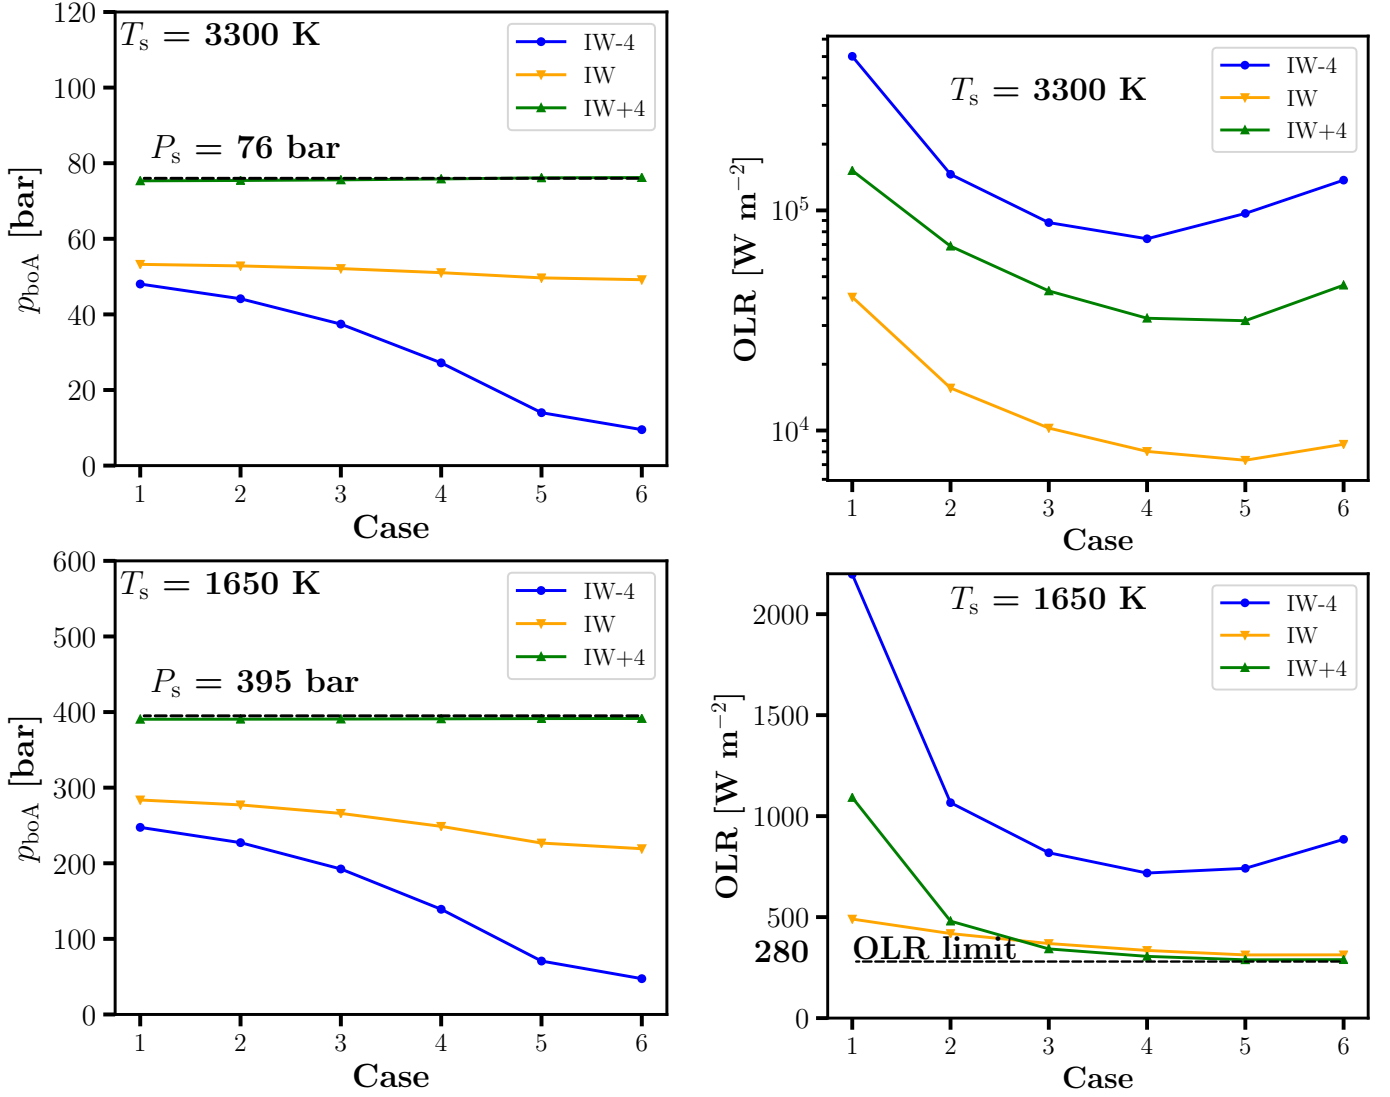 120
100
80
60
40
20
0
p_boA [bar]
T_s = 3300 K
P_s = 76 bar
IW-4
IW
IW+4
1 2 3 4 5 6
Case
10^5
10^4
OLR [W m^−2]
T_s = 3300 K
IW-4
IW
IW+4
1 2 3 4 5 6
Case
600
500
400
300
200
100
0
p_boA [bar]
T_s = 1650 K
P_s = 395 bar
IW-4
IW
IW+4
1 2 3 4 5 6
Case
2000
1500
1000
500
280
0
OLR [W m^−2]
T_s = 1650 K
IW-4
IW
IW+4
OLR limit
1 2 3 4 5 6
Case